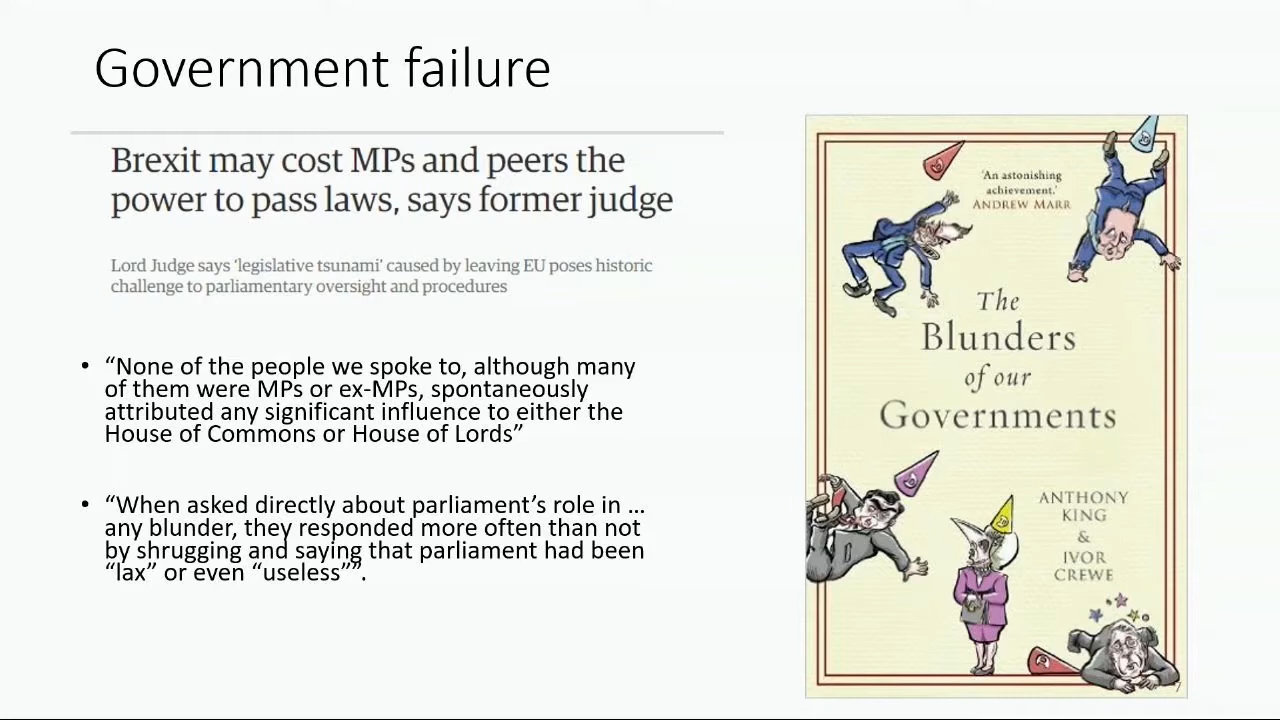 Government failure
Brexit may cost MPs and peers the
power to pass laws, says former judge
Lord Judge says ‘legislative tsunami’ caused by leaving EU poses historic
challenge to parliamentary oversight and procedures
• “None of the people we spoke to, although many
of them were MPs or ex-MPs, spontaneously
attributed any significant influence to either the
House of Commons or House of Lords”
• “When asked directly about parliament’s role in …
any blunder, they responded more often than not
by shrugging and saying that parliament had been
“lax” or even “useless””.
‘An astonishing
achievement.’
ANDREW MARR
The
Blunders
of our
Governments
ANTHONY
KING
&
IVOR
CREWE